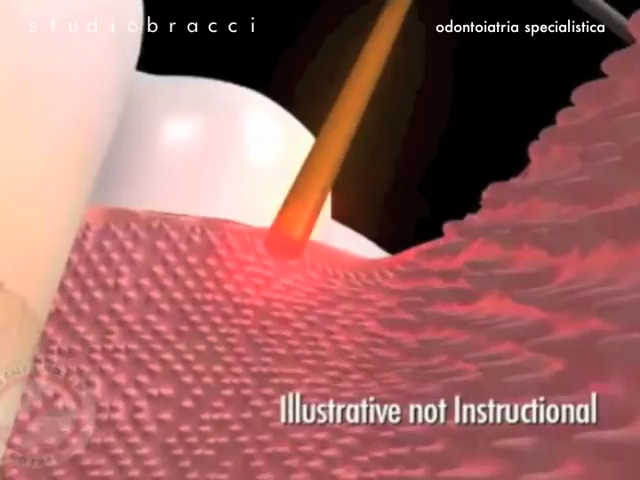 studiobracci
odontoiatria specialistica
Illustrative not Instructional